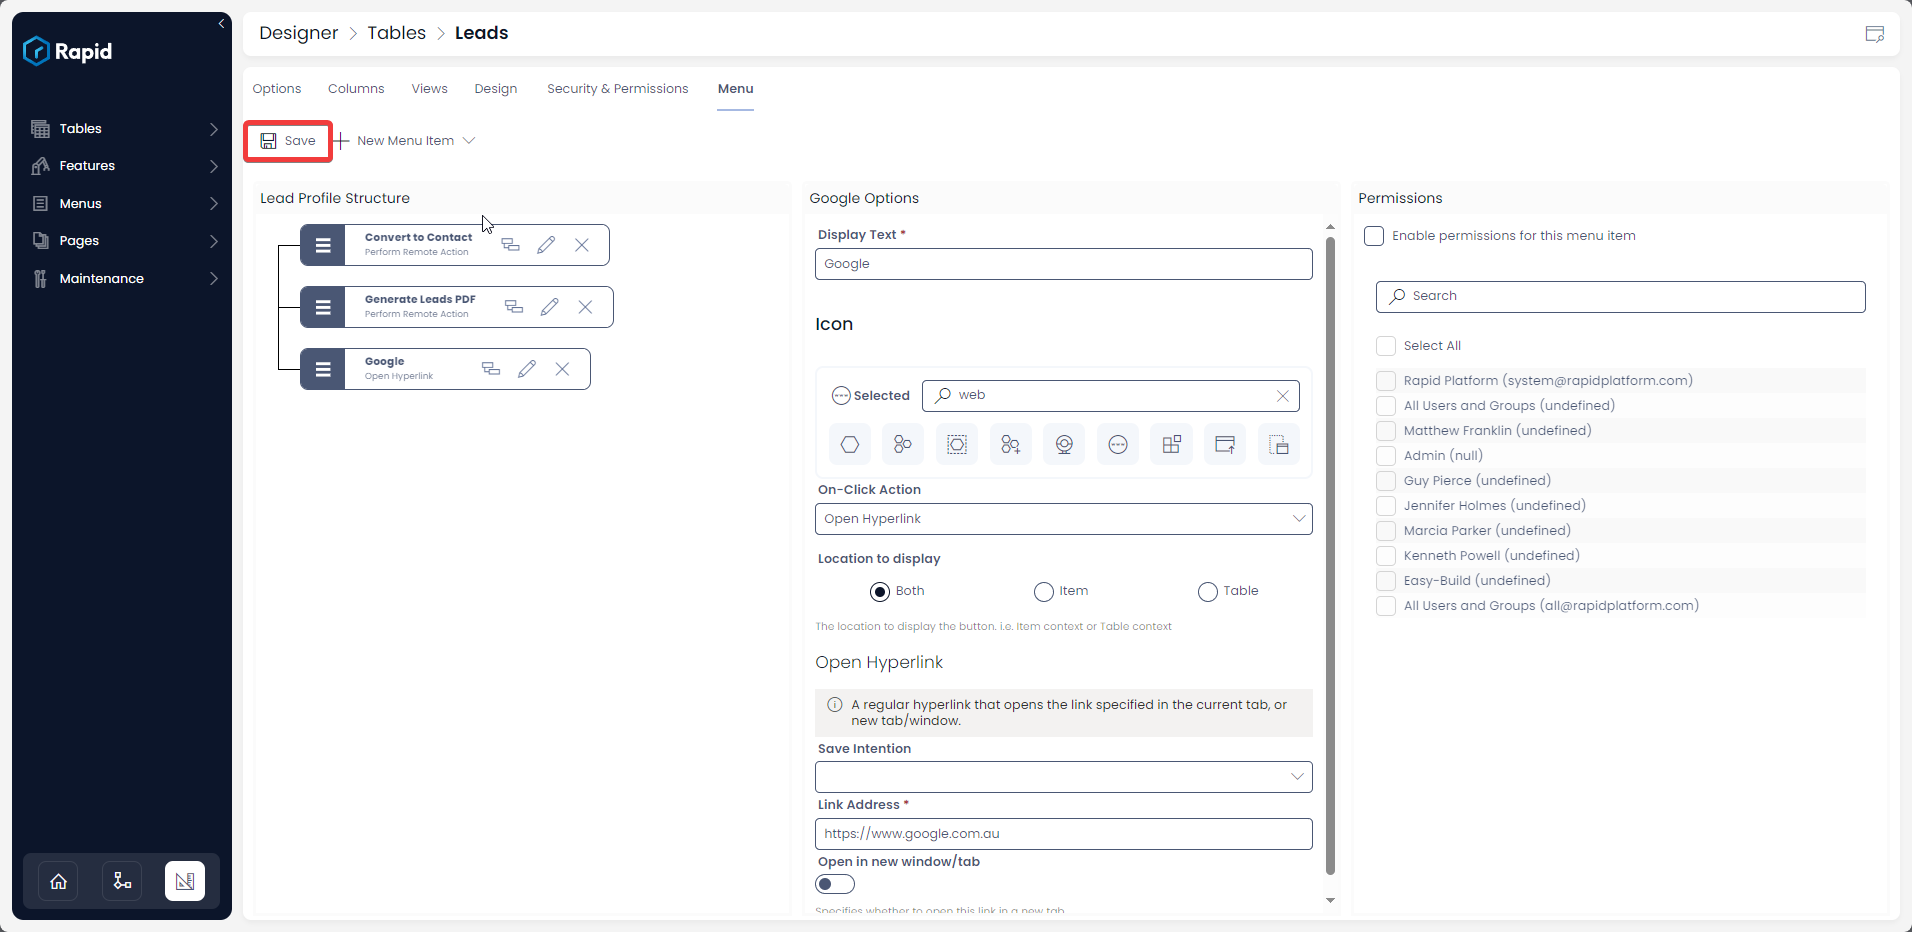 Rapid
Tables
Features
Menus
Pages
Maintenance
Designer > Tables > Leads
Options Columns Views Design Security & Permissions Menu
Save New Menu Item
Lead Profile Structure
Convert to Contact
Perform Remote Action
Generate Leads PDF
Perform Remote Action
Google
Open Hyperlink
Google Options
Display Text *
Google
Icon
Selected web
On-Click Action
Open Hyperlink
Location to display
Both Item Table
The location to display the button. i.e. Item context or Table context
Open Hyperlink
A regular hyperlink that opens the link specified in the current tab, or
new tab/window.
Save Intention
Link Address *
https://www.google.com.au
Open in new window/tab
Specifies whether to open this link in a new tab
Permissions
Enable permissions for this menu item
Search
Select All
Rapid Platform (system@rapidplatform.com)
All Users and Groups (undefined)
Matthew Franklin (undefined)
Admin (null)
Guy Pierce (undefined)
Jennifer Holmes (undefined)
Marcia Parker (undefined)
Kenneth Powell (undefined)
Easy-Build (undefined)
All Users and Groups (all@rapidplatform.com)